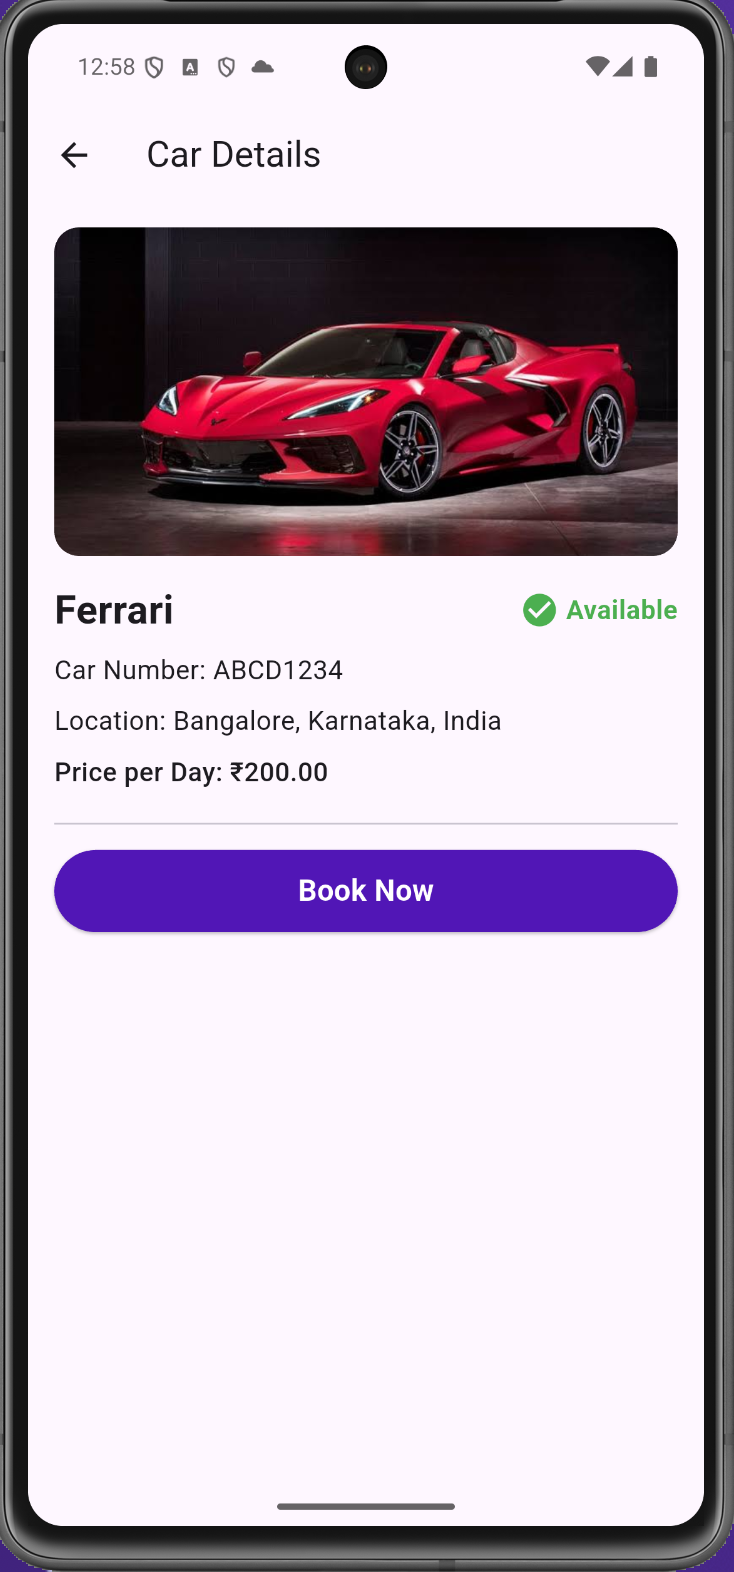 12:58
A
Car Details
Ferrari
Available
Car Number: ABCD1234
Location: Bangalore, Karnataka, India
Price per Day: ₹200.00
Book Now